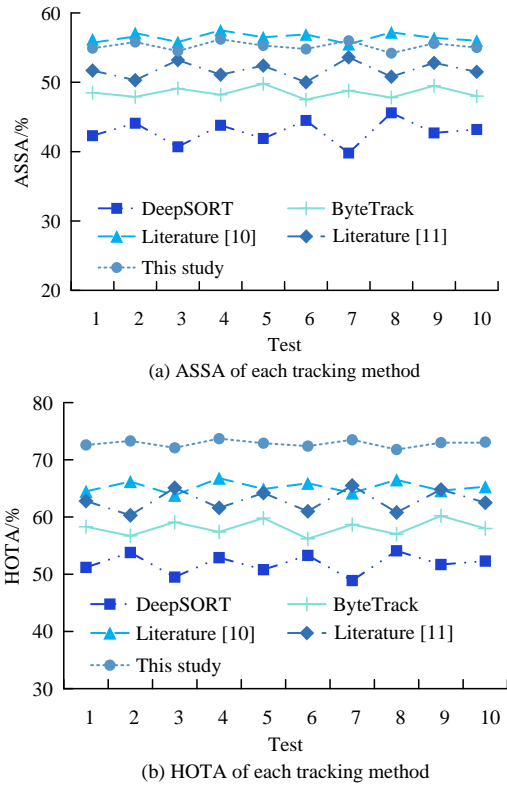 60
50
40
30
20
ASSA/%
DeepSORT
ByteTrack
Literature [10]
Literature [11]
This study
1 2 3 4 5 6 7 8 9 10
Test
(a) ASSA of each tracking method
80
70
60
50
40
30
HOTA/%
DeepSORT
ByteTrack
Literature [10]
Literature [11]
This study
1 2 3 4 5 6 7 8 9 10
Test
(b) HOTA of each tracking method